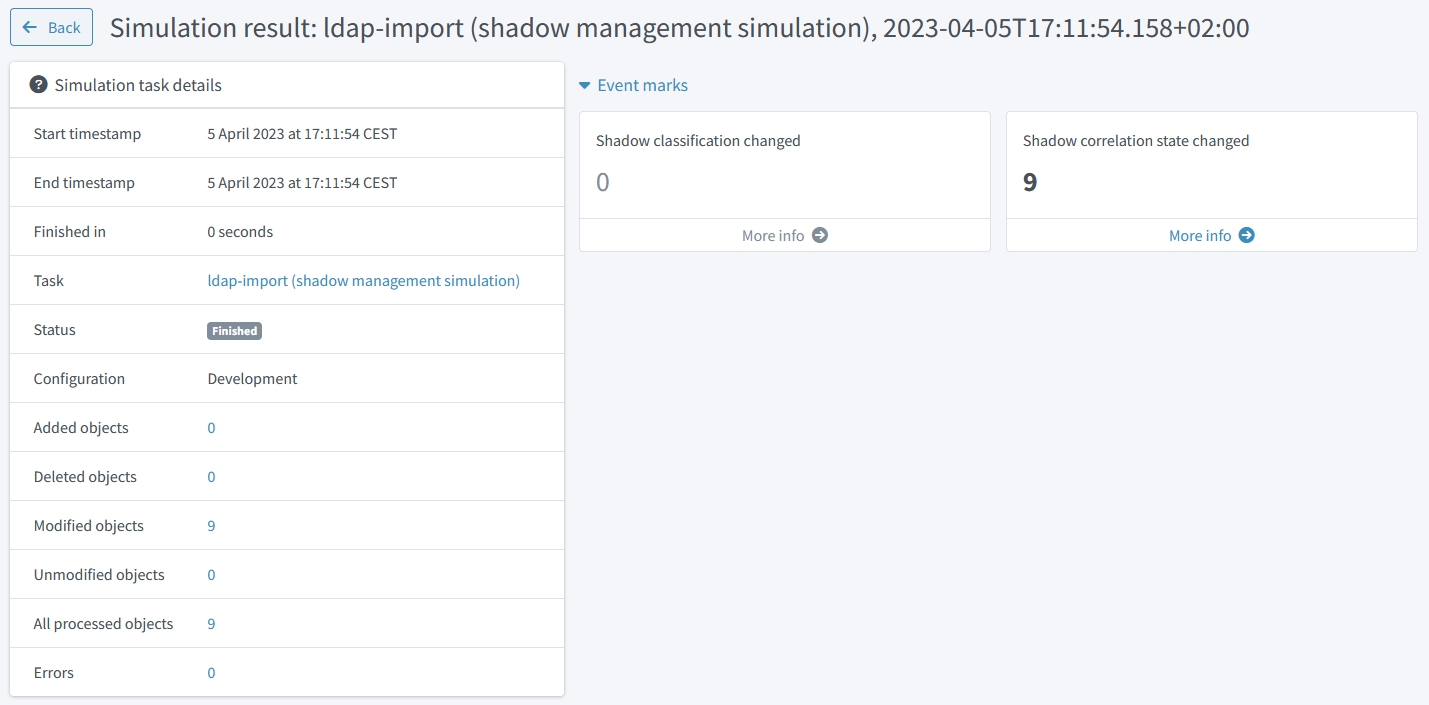 Back
Simulation result: ldap-import (shadow management simulation), 2023-04-05T17:11:54.158+02:00
Simulation task details
Start timestamp 5 April 2023 at 17:11:54 CEST
End timestamp 5 April 2023 at 17:11:54 CEST
Finished in 0 seconds
Task ldap-import (shadow management simulation)
Status Finished
Configuration Development
Added objects 0
Deleted objects 0
Modified objects 9
Unmodified objects 0
All processed objects 9
Errors 0
Event marks
Shadow classification changed
0
More info
Shadow correlation state changed
9
More info